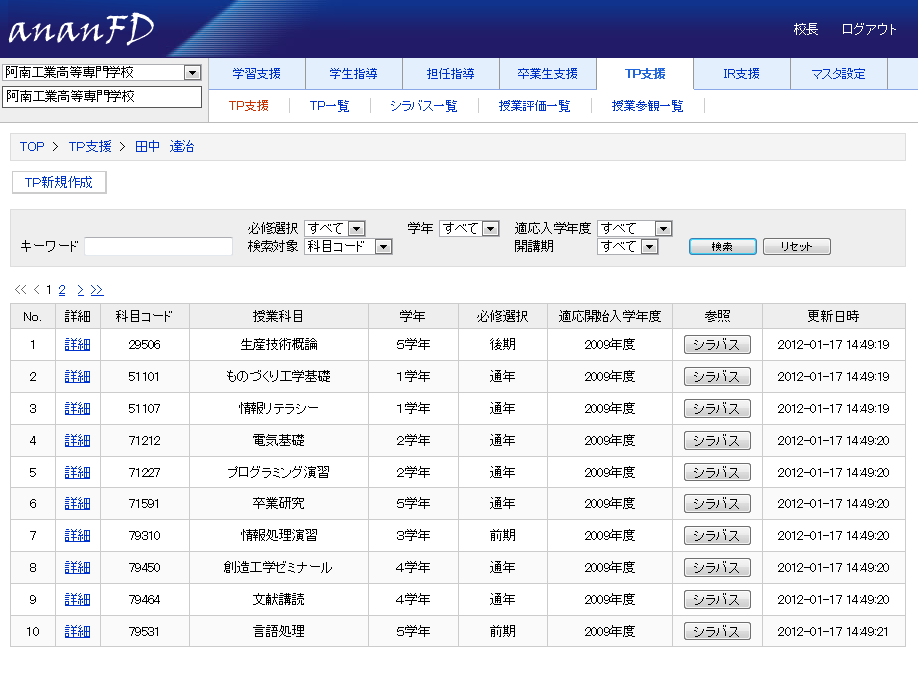 ananFD
校長 ログアウト
阿南工業高等専門学校
阿南工業高等専門学校
学習支援 学生指導 担任指導 卒業生支援 TP支援 IR支援 マスタ設定
TP支援 TP一覧 シラバス一覧 授業評価一覧 授業参観一覧
TOP > TP支援 > 田中 達治
TP新規作成
キーワード 必修選択 すべて 学年 すべて 適応入学年度 すべて
検索対象 科目コード 開講期 すべて 検索 リセット
<< < 1 2 > >>
No. 詳細 科目コード 授業科目 学年 必修選択 適応開始入学年度 参照 更新日時
1 詳細 29506 生産技術概論 5学年 後期 2009年度 シラバス 2012-01-17 14:49:19
2 詳細 51101 ものづくり工学基礎 1学年 通年 2009年度 シラバス 2012-01-17 14:49:19
3 詳細 51107 情報リテラシー 1学年 通年 2009年度 シラバス 2012-01-17 14:49:19
4 詳細 71212 電気基礎 2学年 通年 2009年度 シラバス 2012-01-17 14:49:20
5 詳細 71227 プログラミング演習 2学年 通年 2009年度 シラバス 2012-01-17 14:49:20
6 詳細 71591 卒業研究 5学年 通年 2009年度 シラバス 2012-01-17 14:49:20
7 詳細 79310 情報処理演習 3学年 前期 2009年度 シラバス 2012-01-17 14:49:20
8 詳細 79450 創造工学ゼミナール 4学年 通年 2009年度 シラバス 2012-01-17 14:49:20
9 詳細 79464 文献講読 4学年 通年 2009年度 シラバス 2012-01-17 14:49:20
10 詳細 79531 言語処理 5学年 前期 2009年度 シラバス 2012-01-17 14:49:21